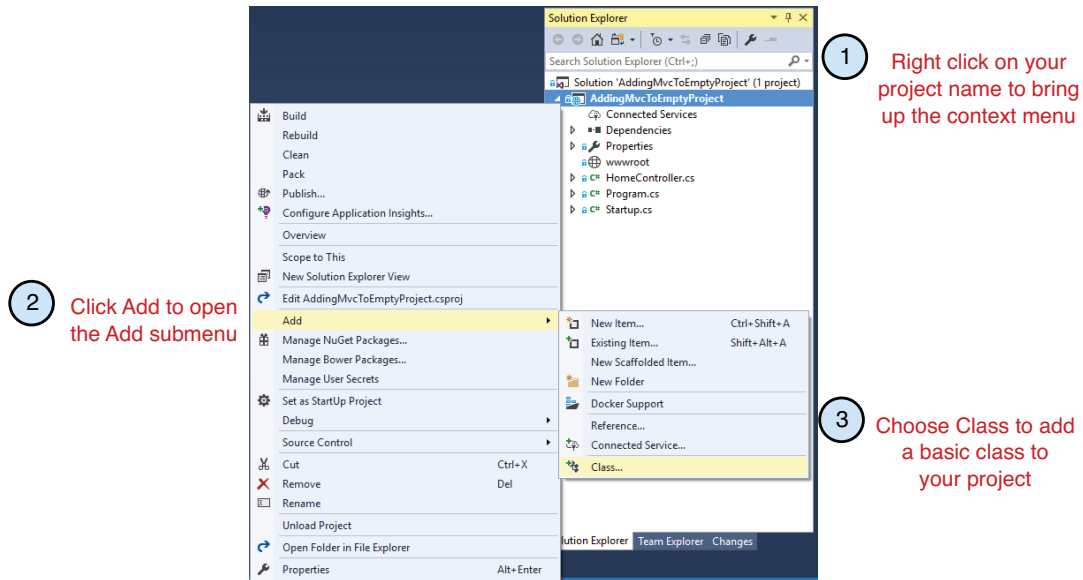 Solution Explorer
Search Solution Explorer (Ctrl+;)
Solution 'AddingMvcToEmptyProject' (1 project)
AddingMvcToEmptyProject
Connected Services
Dependencies
Properties
wwwroot
C# HomeController.cs
C# Program.cs
C# Startup.cs
1
Right click on your
project name to bring
up the context menu
Build
Rebuild
Clean
Pack
Publish...
Configure Application Insights...
Overview
Scope to This
New Solution Explorer View
Edit AddingMvcToEmptyProject.csproj
Add
Manage NuGet Packages...
Manage Bower Packages...
Manage User Secrets
Set as StartUp Project
Debug
Source Control
Cut Ctrl+X
Remove Del
Rename
Unload Project
Open Folder in File Explorer
Properties Alt+Enter
2
Click Add to open
the Add submenu
New Item... Ctrl+Shift+A
Existing Item... Shift+Alt+A
New Scaffolded Item...
New Folder
Docker Support
Reference...
Connected Service...
Class...
3
Choose Class to add
a basic class to
your project
lution Explorer Team Explorer Changes